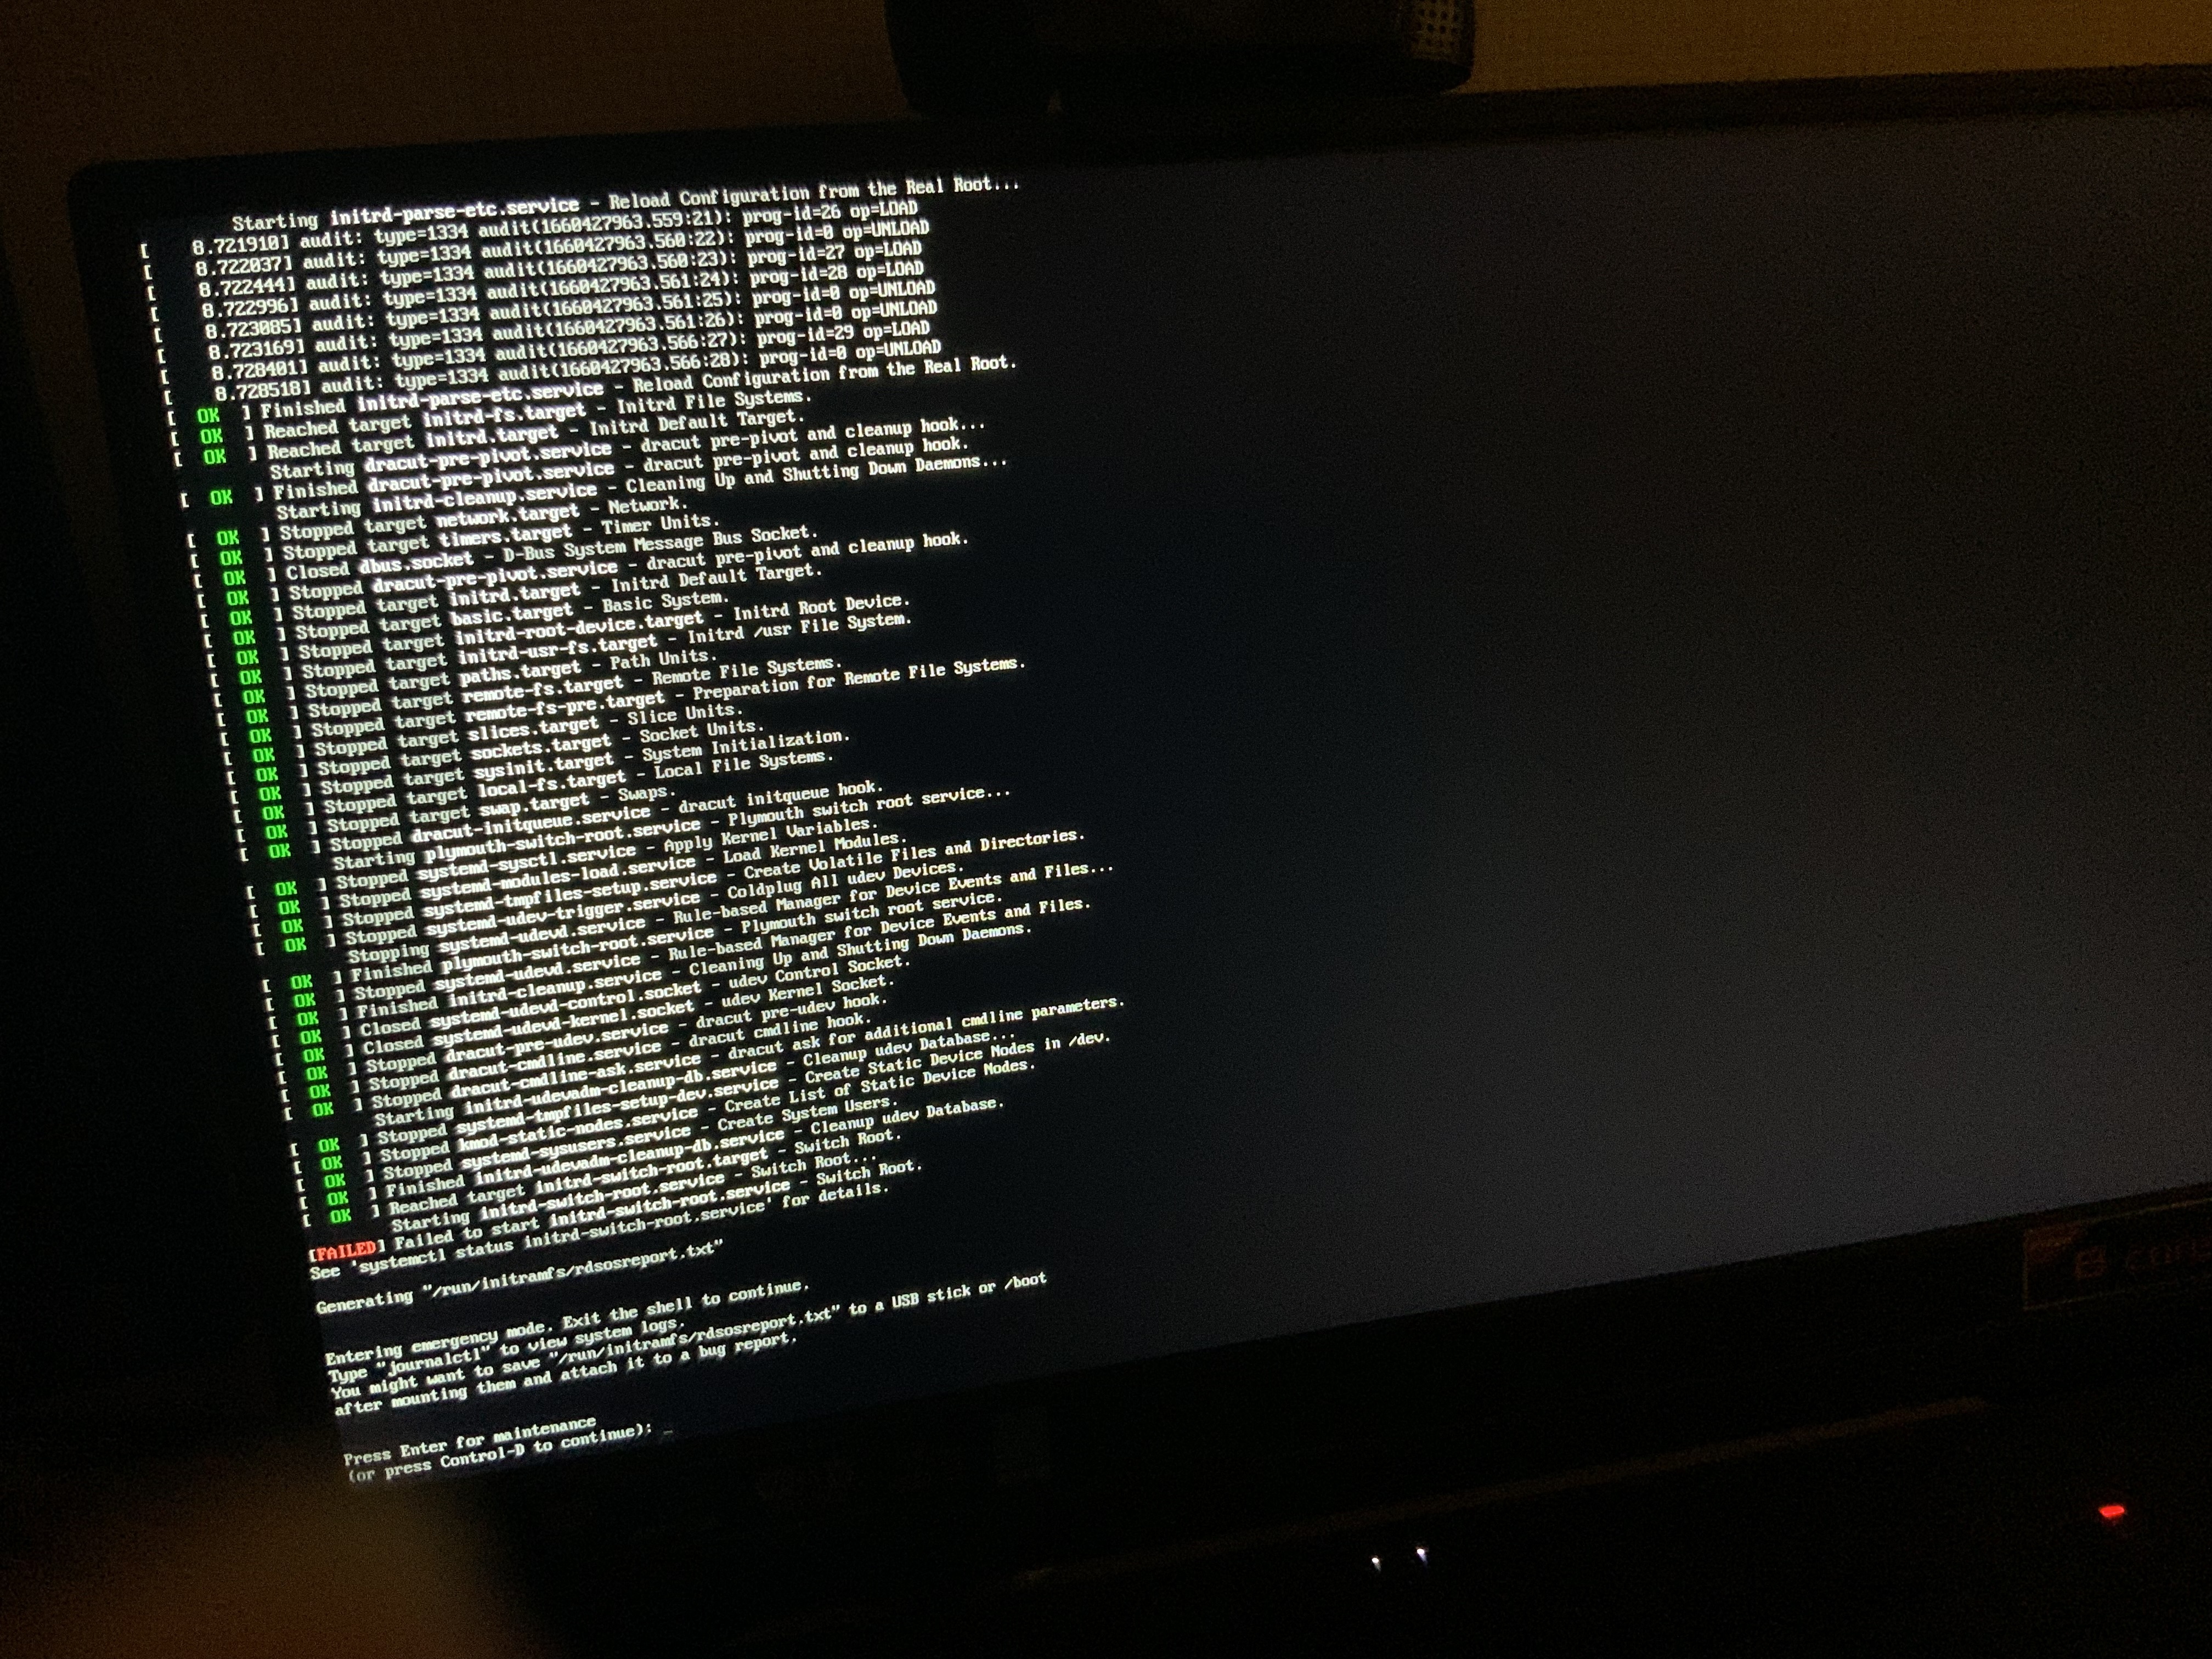 Starting initrd-parse-etc.service - Reload Configuration from the Real Root...
[    8.721910] audit: type=1334 audit(1660427963.559:21): prog-id=26 op=LOAD
[    8.722037] audit: type=1334 audit(1660427963.560:22): prog-id=0 op=UNLOAD
[    8.722444] audit: type=1334 audit(1660427963.560:23): prog-id=27 op=LOAD
[    8.722996] audit: type=1334 audit(1660427963.561:24): prog-id=28 op=LOAD
[    8.723085] audit: type=1334 audit(1660427963.561:25): prog-id=0 op=UNLOAD
[    8.723169] audit: type=1334 audit(1660427963.561:26): prog-id=0 op=UNLOAD
[    8.728401] audit: type=1334 audit(1660427963.566:27): prog-id=29 op=LOAD
[    8.728518] audit: type=1334 audit(1660427963.566:28): prog-id=0 op=UNLOAD
[  OK  ] Finished initrd-parse-etc.service - Reload Configuration from the Real Root.
[  OK  ] Reached target initrd-fs.target - Initrd File Systems.
[  OK  ] Reached target initrd.target - Initrd Default Target.
Starting dracut-pre-pivot.service - dracut pre-pivot and cleanup hook...
[  OK  ] Finished dracut-pre-pivot.service - dracut pre-pivot and cleanup hook.
Starting initrd-cleanup.service - Cleaning Up and Shutting Down Daemons...
[  OK  ] Stopped target network.target - Network.
[  OK  ] Stopped target timers.target - Timer Units.
[  OK  ] Closed dbus.socket - D-Bus System Message Bus Socket.
[  OK  ] Stopped dracut-pre-pivot.service - dracut pre-pivot and cleanup hook.
[  OK  ] Stopped target initrd.target - Initrd Default Target.
[  OK  ] Stopped target basic.target - Basic System.
[  OK  ] Stopped target initrd-root-device.target - Initrd Root Device.
[  OK  ] Stopped target initrd-usr-fs.target - Initrd /usr File System.
[  OK  ] Stopped target paths.target - Path Units.
[  OK  ] Stopped target remote-fs.target - Remote File Systems.
[  OK  ] Stopped target remote-fs-pre.target - Preparation for Remote File Systems.
[  OK  ] Stopped target slices.target - Slice Units.
[  OK  ] Stopped target sockets.target - Socket Units.
[  OK  ] Stopped target sysinit.target - System Initialization.
[  OK  ] Stopped target local-fs.target - Local File Systems.
[  OK  ] Stopped target swap.target - Swaps.
[  OK  ] Stopped dracut-initqueue.service - dracut initqueue hook.
Starting plymouth-switch-root.service - Plymouth switch root service...
[  OK  ] Stopped systemd-sysctl.service - Apply Kernel Variables.
[  OK  ] Stopped systemd-modules-load.service - Load Kernel Modules.
[  OK  ] Stopped systemd-tmpfiles-setup.service - Create Volatile Files and Directories.
[  OK  ] Stopped systemd-udev-trigger.service - Coldplug All udev Devices.
Stopping systemd-udevd.service - Rule-based Manager for Device Events and Files...
[  OK  ] Finished plymouth-switch-root.service - Plymouth switch root service.
[  OK  ] Stopped systemd-udevd.service - Rule-based Manager for Device Events and Files.
[  OK  ] Finished initrd-cleanup.service - Cleaning Up and Shutting Down Daemons.
[  OK  ] Closed systemd-udevd-control.socket - udev Control Socket.
[  OK  ] Closed systemd-udevd-kernel.socket - udev Kernel Socket.
[  OK  ] Stopped dracut-pre-udev.service - dracut pre-udev hook.
[  OK  ] Stopped dracut-cmdline.service - dracut cmdline hook.
[  OK  ] Stopped dracut-cmdline-ask.service - dracut ask for additional cmdline parameters.
Starting initrd-udevadm-cleanup-db.service - Cleanup udev Database...
[  OK  ] Stopped systemd-tmpfiles-setup-dev.service - Create Static Device Nodes in /dev.
[  OK  ] Stopped kmod-static-nodes.service - Create List of Static Device Nodes.
[  OK  ] Stopped systemd-sysusers.service - Create System Users.
[  OK  ] Finished initrd-udevadm-cleanup-db.service - Cleanup udev Database.
[  OK  ] Reached target initrd-switch-root.target - Switch Root.
Starting initrd-switch-root.service - Switch Root...
[FAILED] Failed to start initrd-switch-root.service - Switch Root.
See 'systemctl status initrd-switch-root.service' for details.
Generating "/run/initramfs/rdsosreport.txt"
Entering emergency mode. Exit the shell to continue.
Type "journalctl" to view system logs.
You might want to save "/run/initramfs/rdsosreport.txt" to a USB stick or /boot
after mounting them and attach it to a bug report.
Press Enter for maintenance
(or press Control-D to continue): _